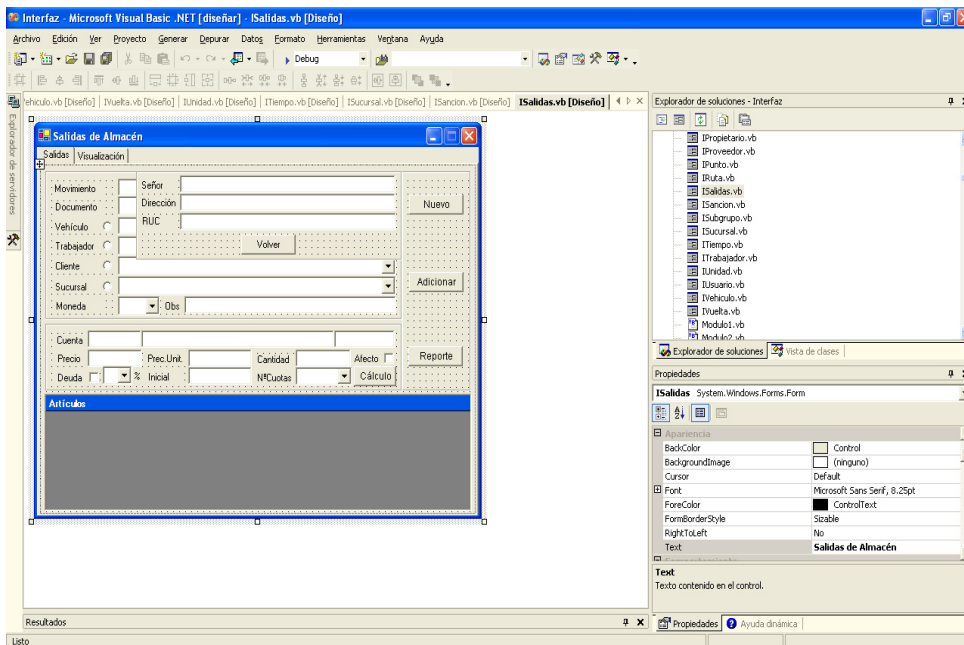 Interfaz - Microsoft Visual Basic .NET [diseñar] - ISalidas.vb [Diseño]
Archivo Edición Ver Proyecto Generar Depurar Datos Formato Herramientas Ventana Ayuda
Debug
ehiculo.vb [Diseño] IVuelta.vb [Diseño] IUnidad.vb [Diseño] ITiempo.vb [Diseño] ISucursal.vb [Diseño] ISancion.vb [Diseño] ISalidas.vb [Diseño]
Explorador de servidores
Salidas de Almacén
Salidas Visualización
Movimiento
Documento
Vehículo
Trabajador
Cliente
Sucursal
Moneda Obs
Señor
Dirección
RUC
Volver
Nuevo
Adicionar
Reporte
Cuenta
Precio Prec.Unit. Cantidad Afecto
Deuda % Inicial NªCuotas Cálculo
Artículos
Explorador de soluciones - Interfaz
IPropietario.vb
IProveedor.vb
IPunto.vb
IRuta.vb
ISalidas.vb
ISancion.vb
ISubgrupo.vb
ISucursal.vb
ITiempo.vb
ITrabajador.vb
IUnidad.vb
IUsuario.vb
IVehiculo.vb
IVuelta.vb
Modulo1.vb
Modulo2.vb
Explorador de soluciones Vista de clases
Propiedades
ISalidas System.Windows.Forms.Form
Apariencia
BackColor Control
BackgroundImage (ninguno)
Cursor Default
Font Microsoft Sans Serif, 8.25pt
ForeColor ControlText
FormBorderStyle Sizable
RightToLeft No
Text Salidas de Almacén
Text
Texto contenido en el control.
Propiedades Ayuda dinámica
Resultados
Listo